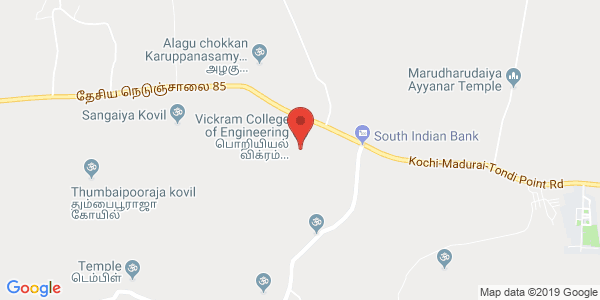 Alagu chokkan
Karuppanasamy...
அழகு...
Marudharudaiya
Ayyanar Temple
தேசிய நெடுஞ்சாலை 85
Sangaiya Kovil
Vickram College
of Engineering
பொறியியல்
விக்ரம்...
South Indian Bank
Kochi-Madurai-Tondi Point Rd
Thumbaipooraja kovil
தும்பைபூராஜா
கோயில்
Temple
டெம்பிள்
Google
Map data ©2019 Google